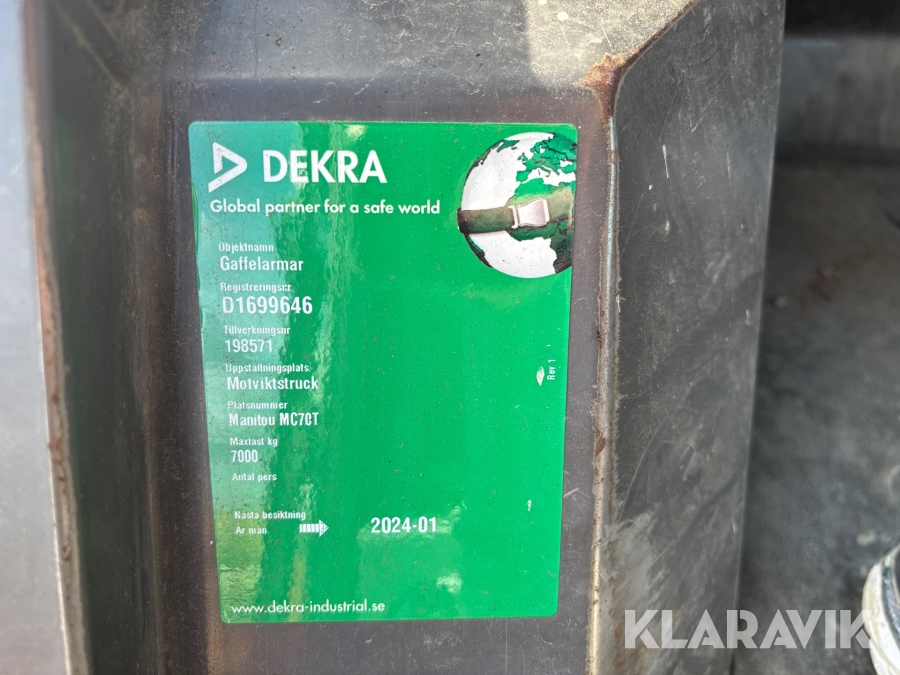 DEKRA
Global partner for a safe world
Objektnamn
Gaffelarmar
Registreringsnr
D1699646
Tillverkningsnr
198571
Uppställningsplats
Motviktstruck
Platsnummer
Manitou MC70T
Maxlast kg
7000
Antal pers
Nästa besiktning
År mån
2024-01
Rev 1
www.dekra-industrial.se
KLARAVIK